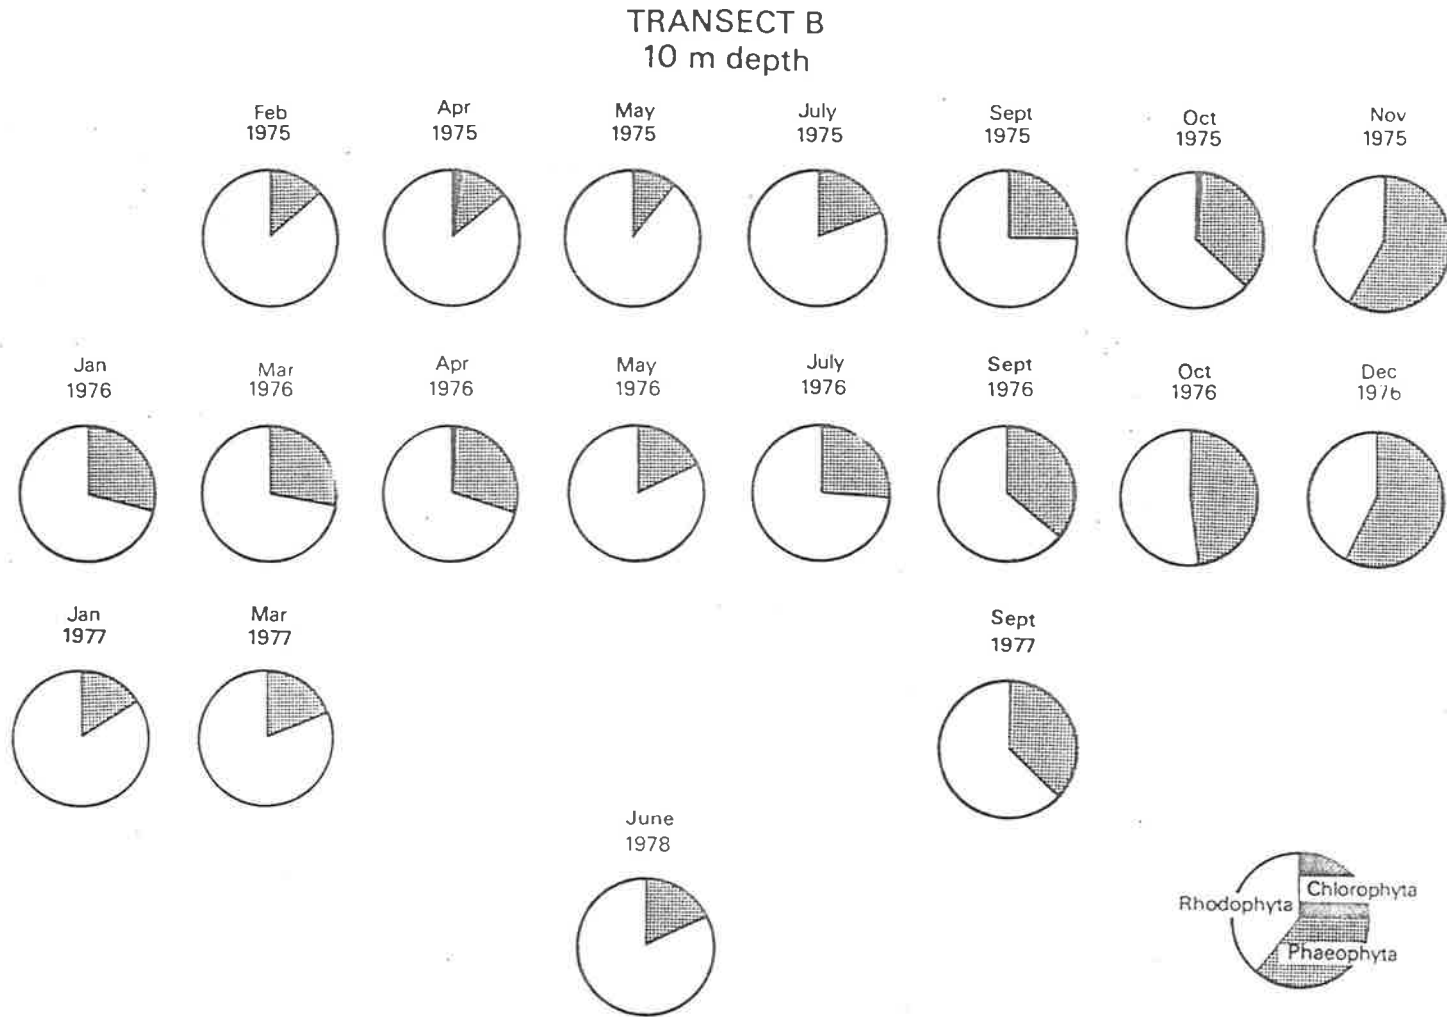 TRANSECT B
10 m depth
Feb
1975
Apr
1975
May
1975
July
1975
Sept
1975
Oct
1975
Nov
1975
Jan
1976
Mar
1976
Apr
1976
May
1976
July
1976
Sept
1976
Oct
1976
Dec
1976
Jan
1977
Mar
1977
Sept
1977
June
1978
Chlorophyta
Rhodophyta
Phaeophyta